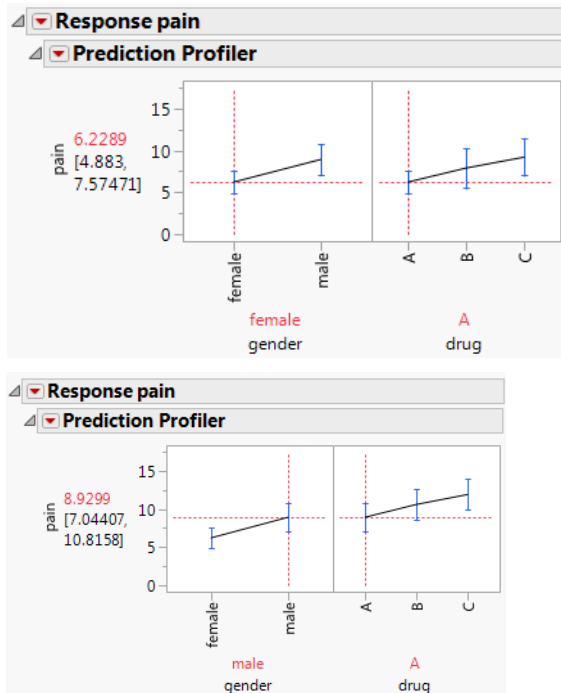 Response pain
Prediction Profiler
pain
6.2289
[4.883,
7.57471]
15
10
5
0
female
male
A
B
C
female
A
gender
drug
Response pain
Prediction Profiler
pain
8.9299
[7.04407,
10.8158]
15
10
5
0
female
male
A
B
C
male
A
gender
drug